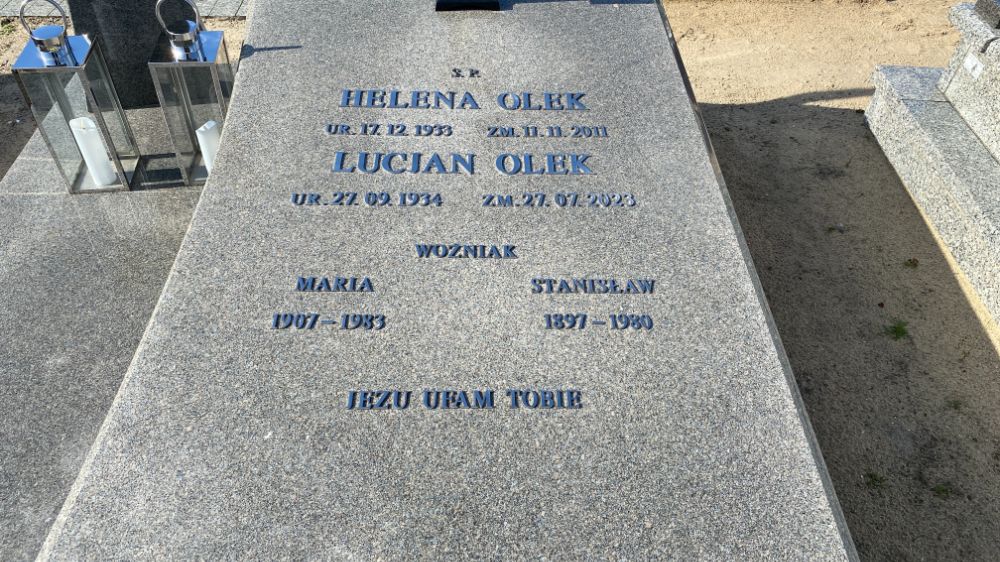 Ś. P.
HELENA OLEK
UR. 17. 12. 1933 ZM. 11. 11. 2011
LUCJAN OLEK
UR. 27. 09. 1934 ZM. 27. 07. 2023
WOŹNIAK
MARIA STANISŁAW
1907 – 1983 1897 – 1980
JEZU UFAM TOBIE